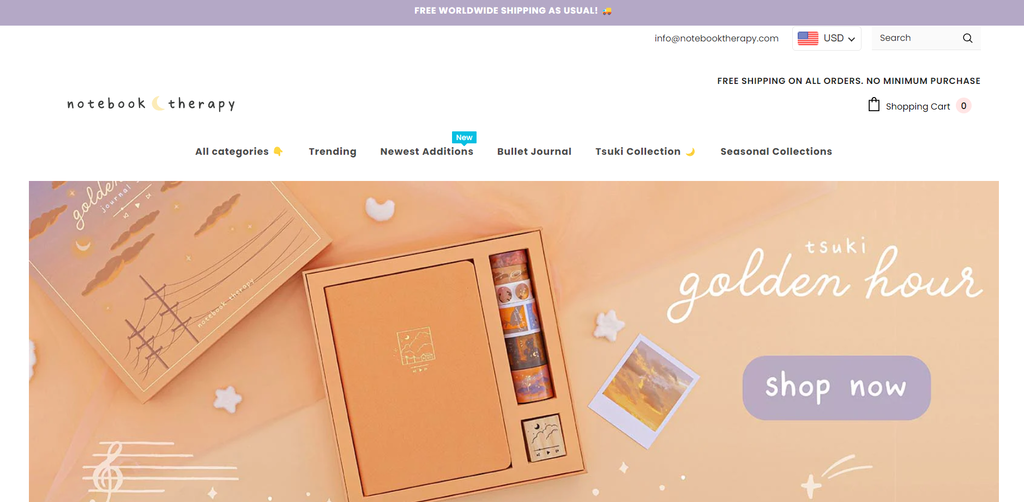 FREE WORLDWIDE SHIPPING AS USUAL! 🚕
info@notebooktherapy.com
USD
Search
FREE SHIPPING ON ALL ORDERS. NO MINIMUM PURCHASE
notebook therapy
Shopping Cart 0
New
All categories 👇 Trending Newest Additions Bullet Journal Tsuki Collection 🌙 Seasonal Collections
golden
journal
notebook therapy
tsuki
golden hour
shop now